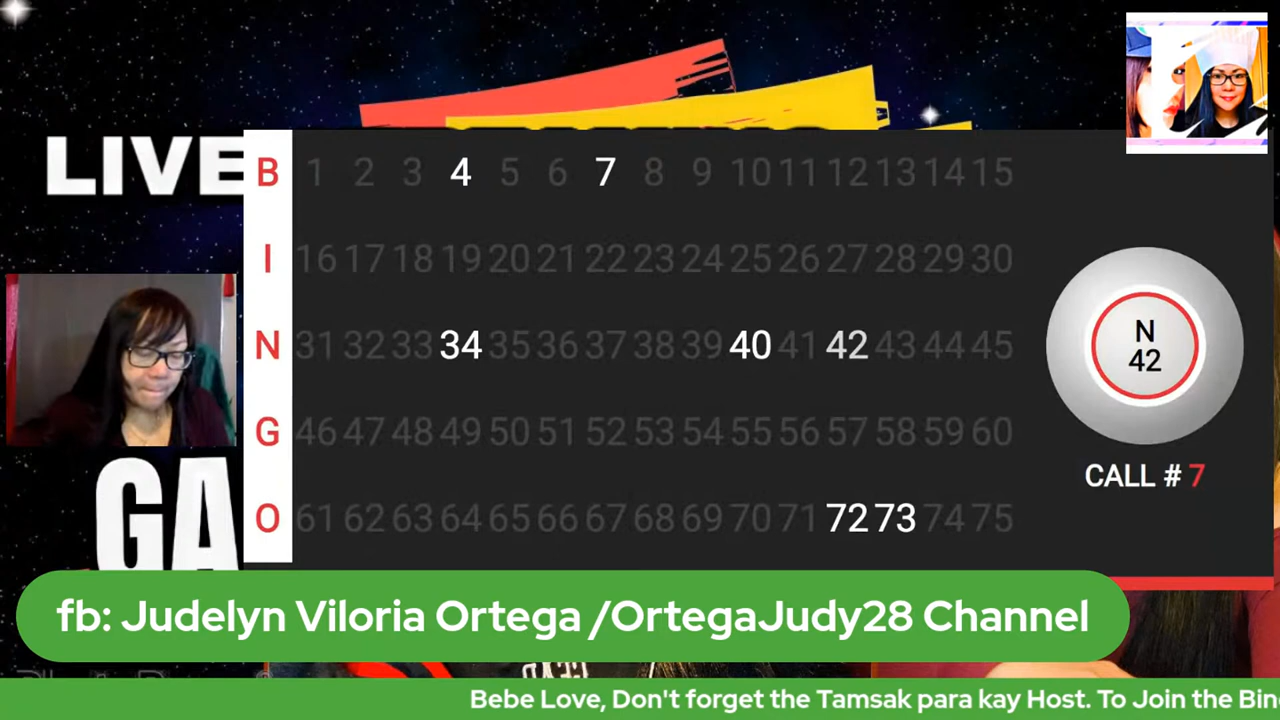 LIVE
B 1 2 3 4 5 6 7 8 9 10 11 12 13 14 15
I 16 17 18 19 20 21 22 23 24 25 26 27 28 29 30
N 31 32 33 34 35 36 37 38 39 40 41 42 43 44 45
G 46 47 48 49 50 51 52 53 54 55 56 57 58 59 60
O 61 62 63 64 65 66 67 68 69 70 71 72 73 74 75
N
42
CALL # 7
GA
fb: Judelyn Viloria Ortega /OrtegaJudy28 Channel
Bebe Love, Don't forget the Tamsak para kay Host. To Join the Bin